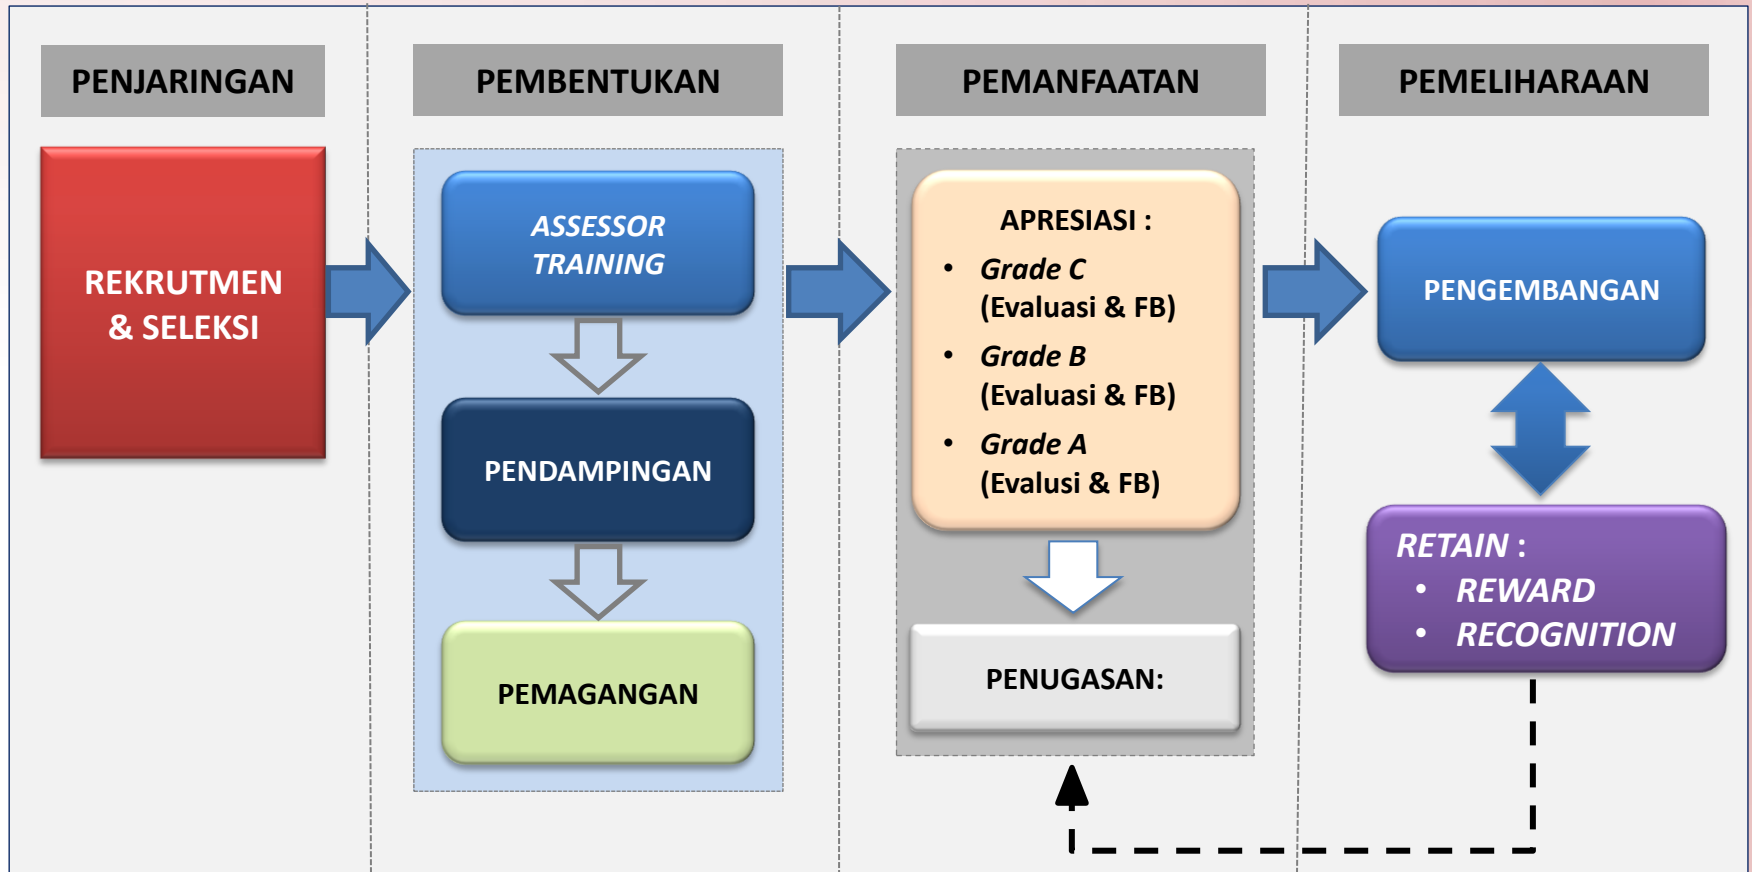 PENJARINGAN
REKRUTMEN
& SELEKSI
PEMBENTUKAN
ASSESSOR
TRAINING
PENDAMPINGAN
PEMAGANGAN
PEMANFAATAN
APRESIASI :
• Grade C
(Evaluasi & FB)
• Grade B
(Evaluasi & FB)
• Grade A
(Evalusi & FB)
PENUGASAN:
PEMELIHARAAN
PENGEMBANGAN
RETAIN :
• REWARD
• RECOGNITION